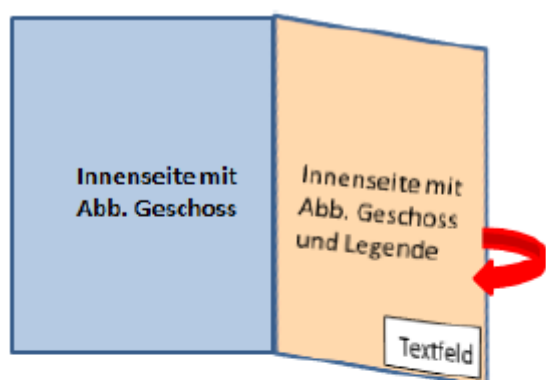 Innenseite mit
Abb. Geschoss
Innenseite mit
Abb. Geschoss
und Legende
Textfeld